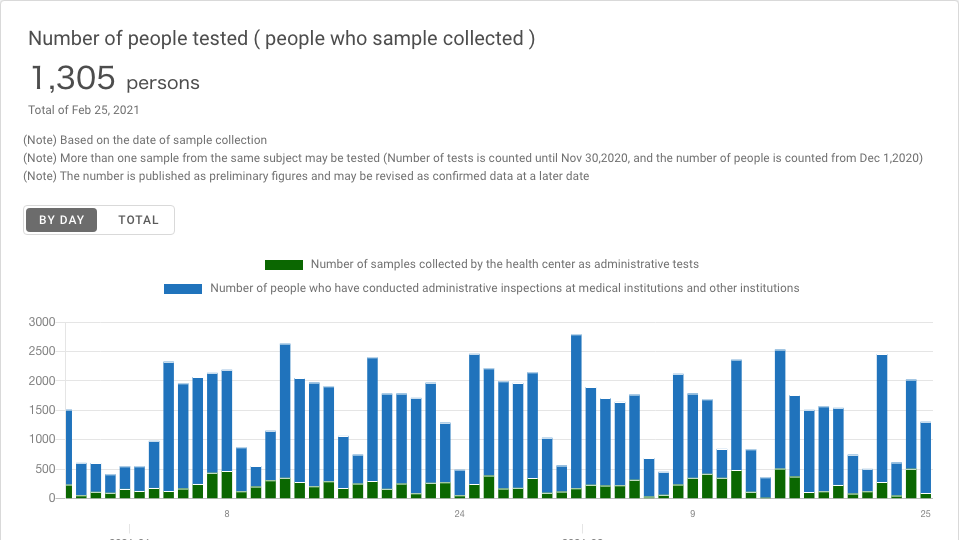 Number of people tested ( people who sample collected )
1,305 persons
Total of Feb 25, 2021
(Note) Based on the date of sample collection
(Note) More than one sample from the same subject may be tested (Number of tests is counted until Nov 30,2020, and the number of people is counted from Dec 1,2020)
(Note) The number is published as preliminary figures and may be revised as confirmed data at a later date
BY DAY TOTAL
Number of samples collected by the health center as administrative tests
Number of people who have conducted administrative inspections at medical institutions and other institutions
3000
2500
2000
1500
1000
500
0
8 24 9 25